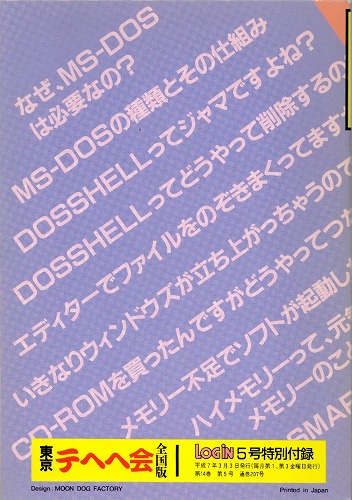 なぜ、MS-DOS
は必要なの?
MS-DOSの種類とその仕組み
DOSSHELLってジャマですよね?
DOSSHELLってどうやって削除するの
エディターでファイルをのぞきまくってます
いきなりウィンドウズが立ち上がっちゃうので
CD-ROMを買ったんですがどうやってつ
メモリー不足でソフトが起動し
ハイメモリーって、元気
メモリーのこ
SMAR
東京
テヘヘ会
全国版
LOGiN 5号特別付録
平成7年3月3日発行(毎月第1、第3金曜日発行)
第14巻 第5号 通巻207号
Design:MOON DOG FACTORY
Printed in Japan